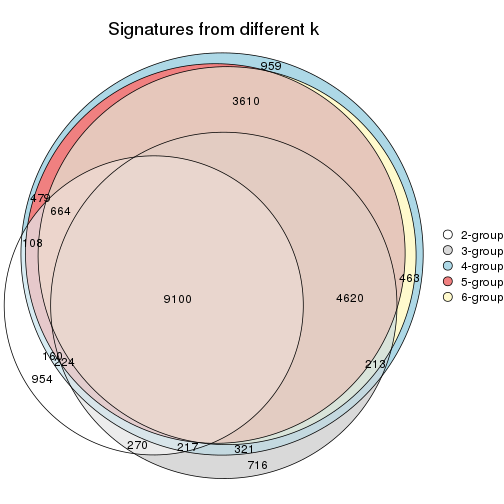 Signatures from different k
959
3610
479
664
108
2-group
3-group
4-group
5-group
6-group
463
9100
4620
160
224
213
954
270
217
321
716